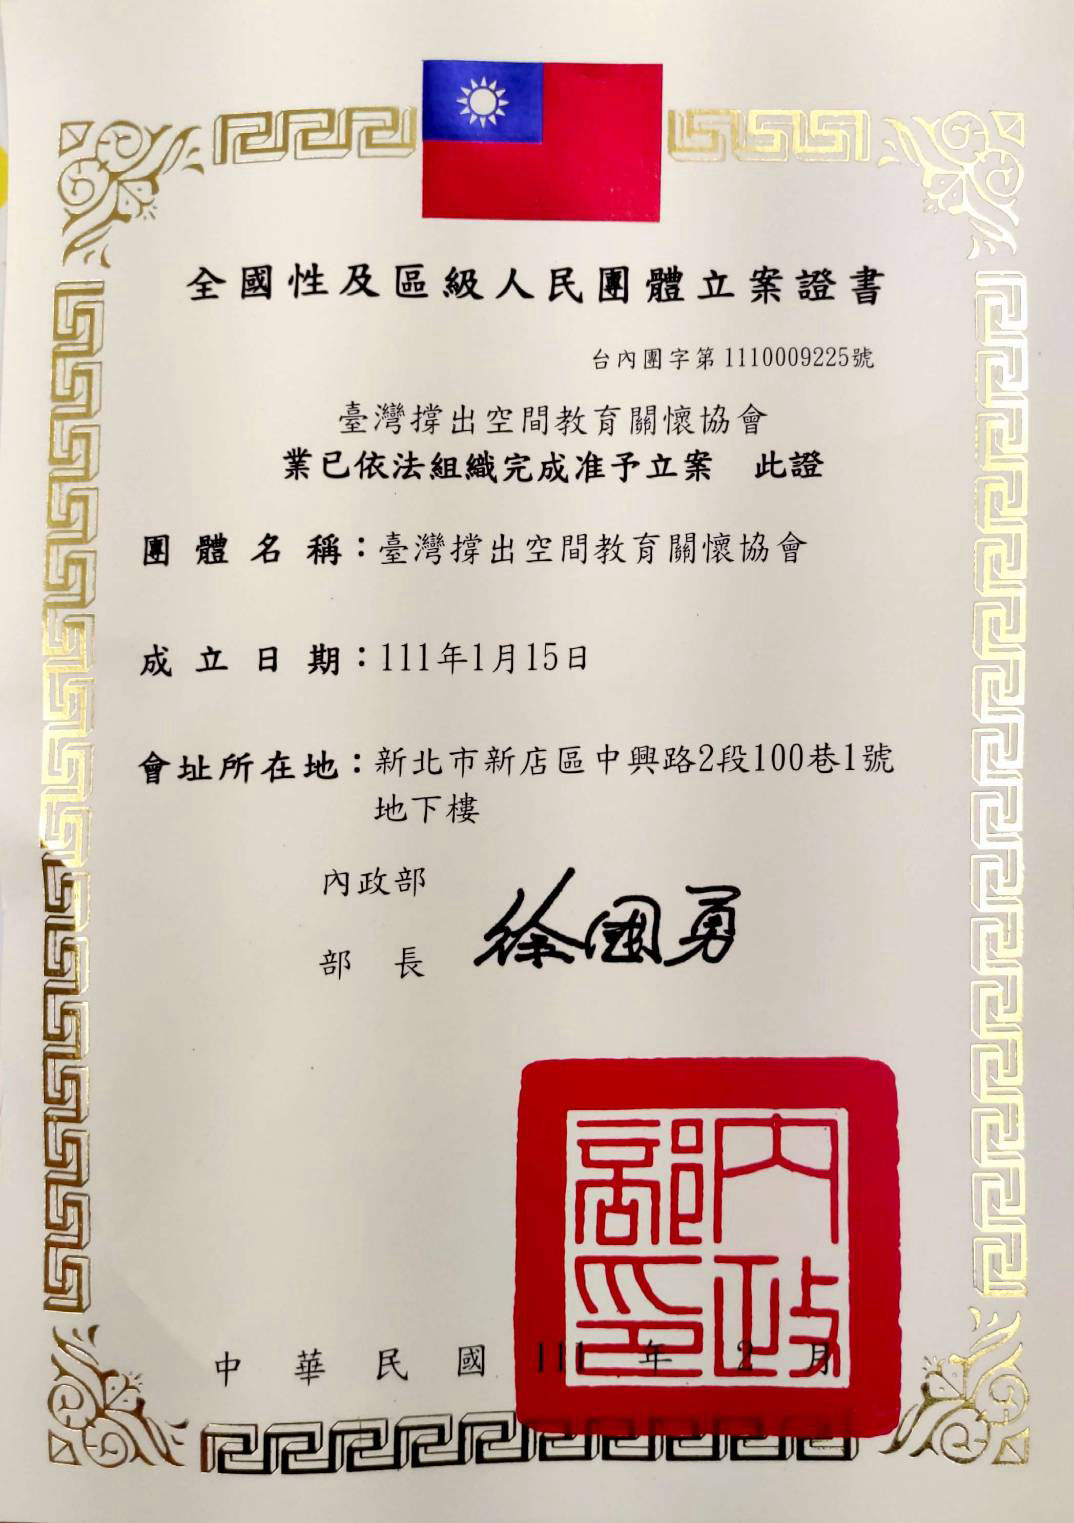 全國性及區級人民團體立案證書
台內團字第1110009225號
臺灣撐出空間教育關懷協會
業已依法組織完成准予立案　此證
團體名稱：臺灣撐出空間教育關懷協會
成立日期：111年1月15日
會址所在地：新北市新店區中興路2段100巷1號
地下樓
內政部
部長 徐國勇
內政部印
中華民國111年2月